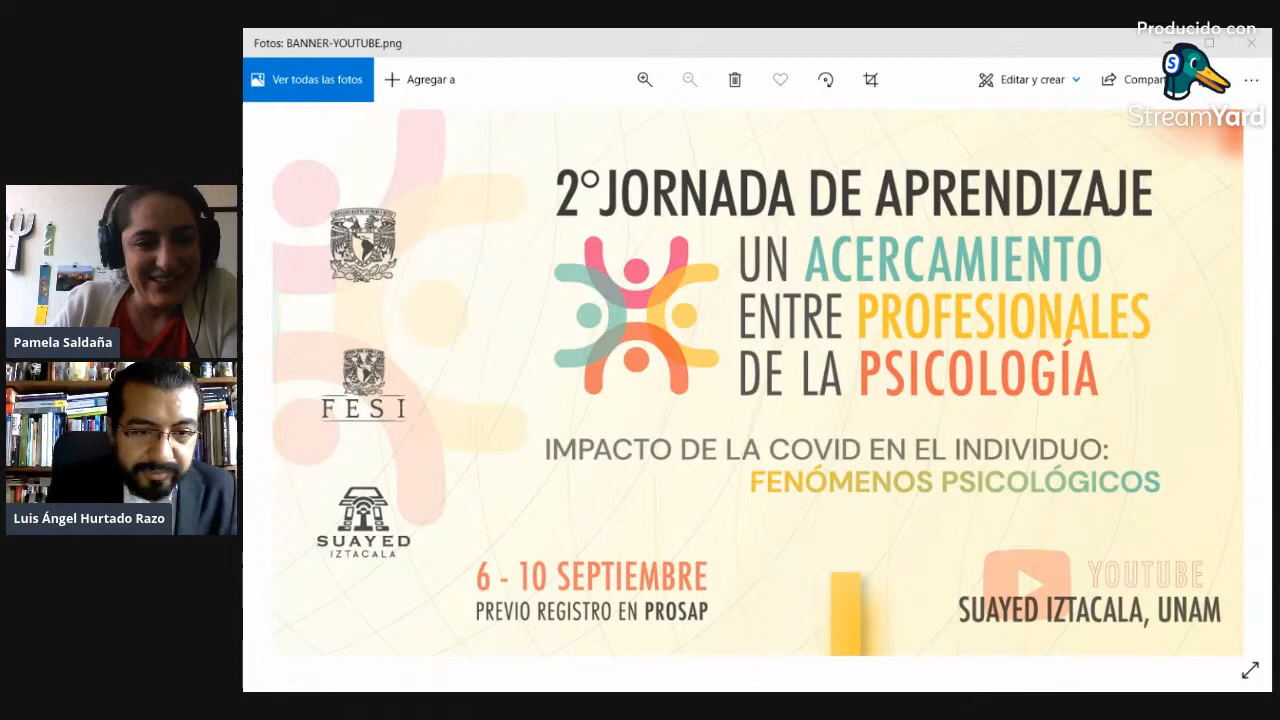 Producido con
StreamYard
Fotos: BANNER-YOUTUBE.png
Ver todas las fotos
Agregar a
Editar y crear
Compart
2°JORNADA DE APRENDIZAJE
UN ACERCAMIENTO
ENTRE PROFESIONALES
DE LA PSICOLOGÍA
IMPACTO DE LA COVID EN EL INDIVIDUO:
FENÓMENOS PSICOLÓGICOS
FESI
SUAYED
IZTACALA
6 - 10 SEPTIEMBRE
PREVIO REGISTRO EN PROSAP
YOUTUBE
SUAYED IZTACALA, UNAM
Pamela Saldaña
Luis Ángel Hurtado Razo